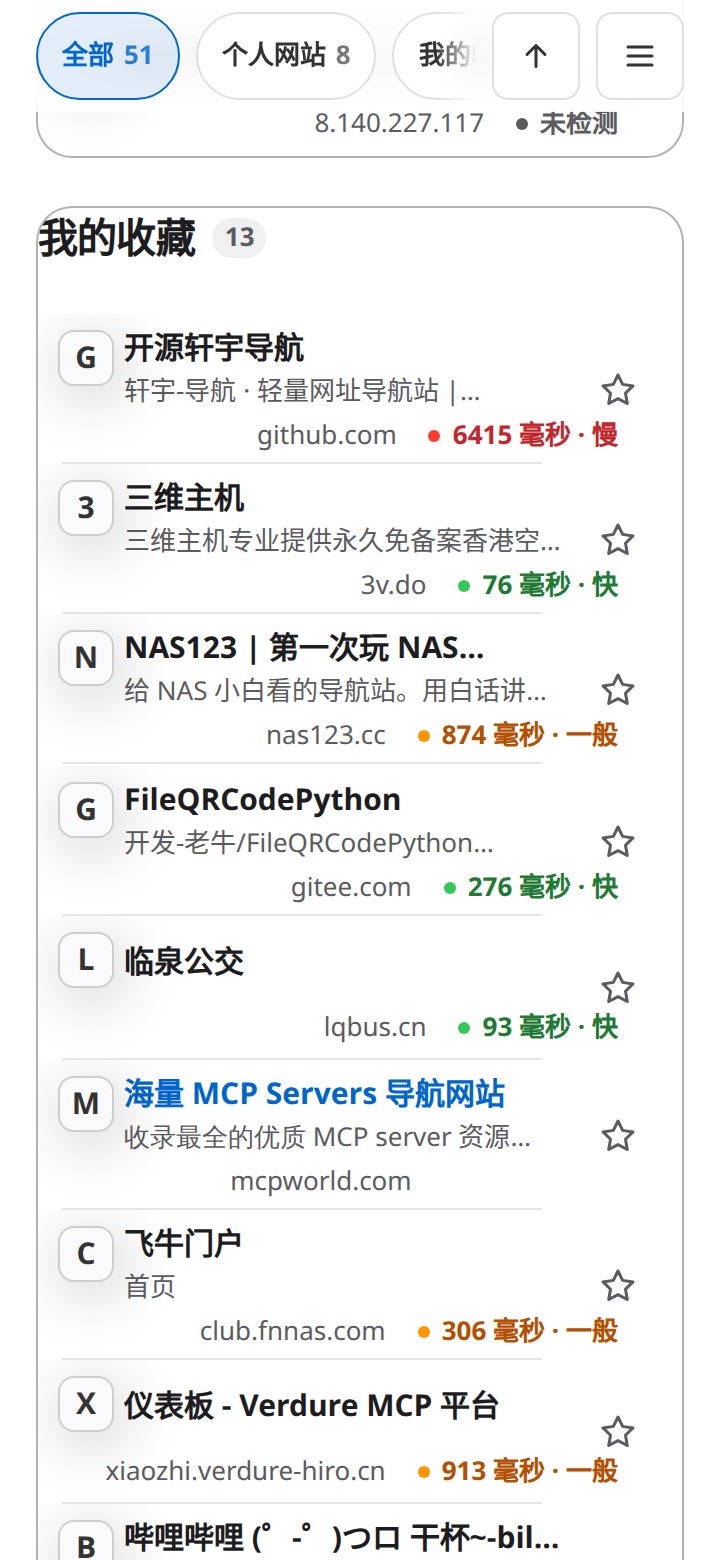 全部 51 个人网站 8 我的
8.140.227.117 未检测
我的收藏 13
G 开源轩宇导航
轩宇-导航 · 轻量网址导航站 |...
github.com 6415 毫秒 · 慢
3 三维主机
三维主机专业提供永久免备案香港空...
3v.do 76 毫秒 · 快
N NAS123 | 第一次玩 NAS...
给 NAS 小白看的导航站。用白话讲...
nas123.cc 874 毫秒 · 一般
G FileQRCodePython
开发-老牛/FileQRCodePython...
gitee.com 276 毫秒 · 快
L 临泉公交
lqbus.cn 93 毫秒 · 快
M 海量 MCP Servers 导航网站
收录最全的优质 MCP server 资源...
mcpworld.com
C 飞牛门户
首页
club.fnnas.com 306 毫秒 · 一般
X 仪表板 - Verdure MCP 平台
xiaozhi.verdure-hiro.cn 913 毫秒 · 一般
B 哔哩哔哩 (゜-゜)つロ 干杯~-bil...